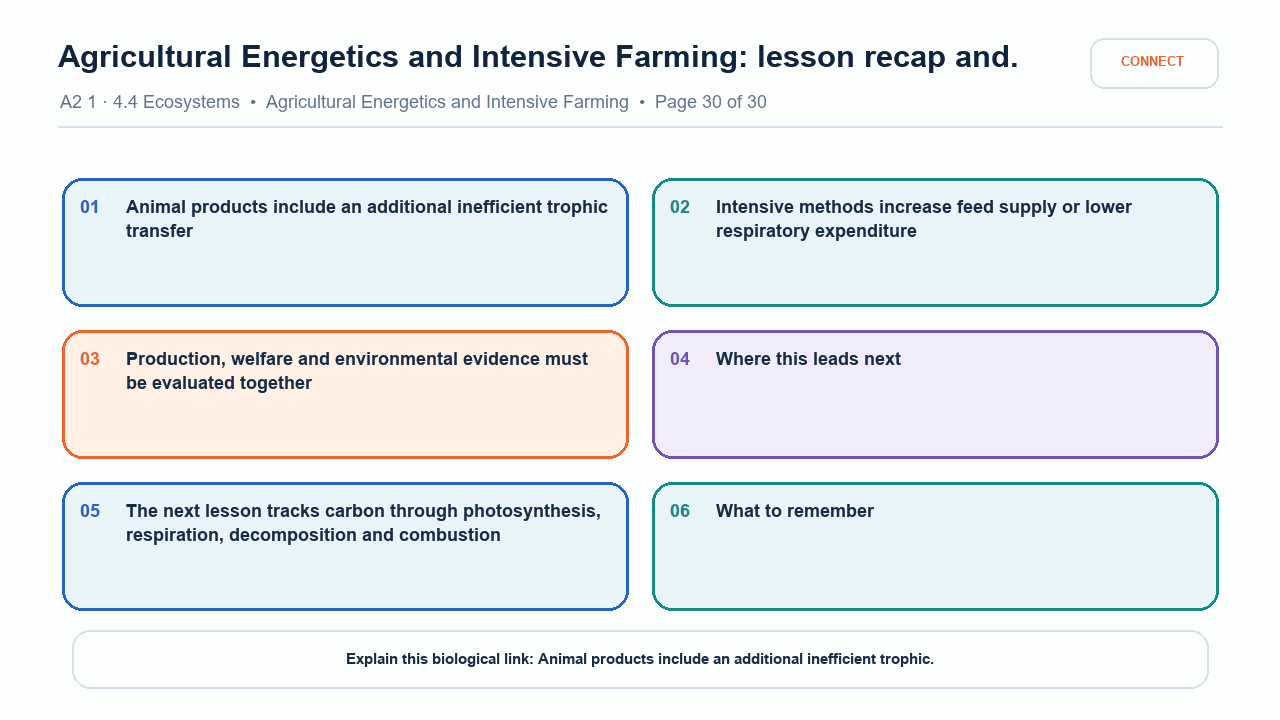 Agricultural Energetics and Intensive Farming: lesson recap and.
CONNECT
A2 1 · 4.4 Ecosystems • Agricultural Energetics and Intensive Farming • Page 30 of 30
01 Animal products include an additional inefficient trophic
transfer
02 Intensive methods increase feed supply or lower
respiratory expenditure
03 Production, welfare and environmental evidence must
be evaluated together
04 Where this leads next
05 The next lesson tracks carbon through photosynthesis,
respiration, decomposition and combustion
06 What to remember
Explain this biological link: Animal products include an additional inefficient trophic.